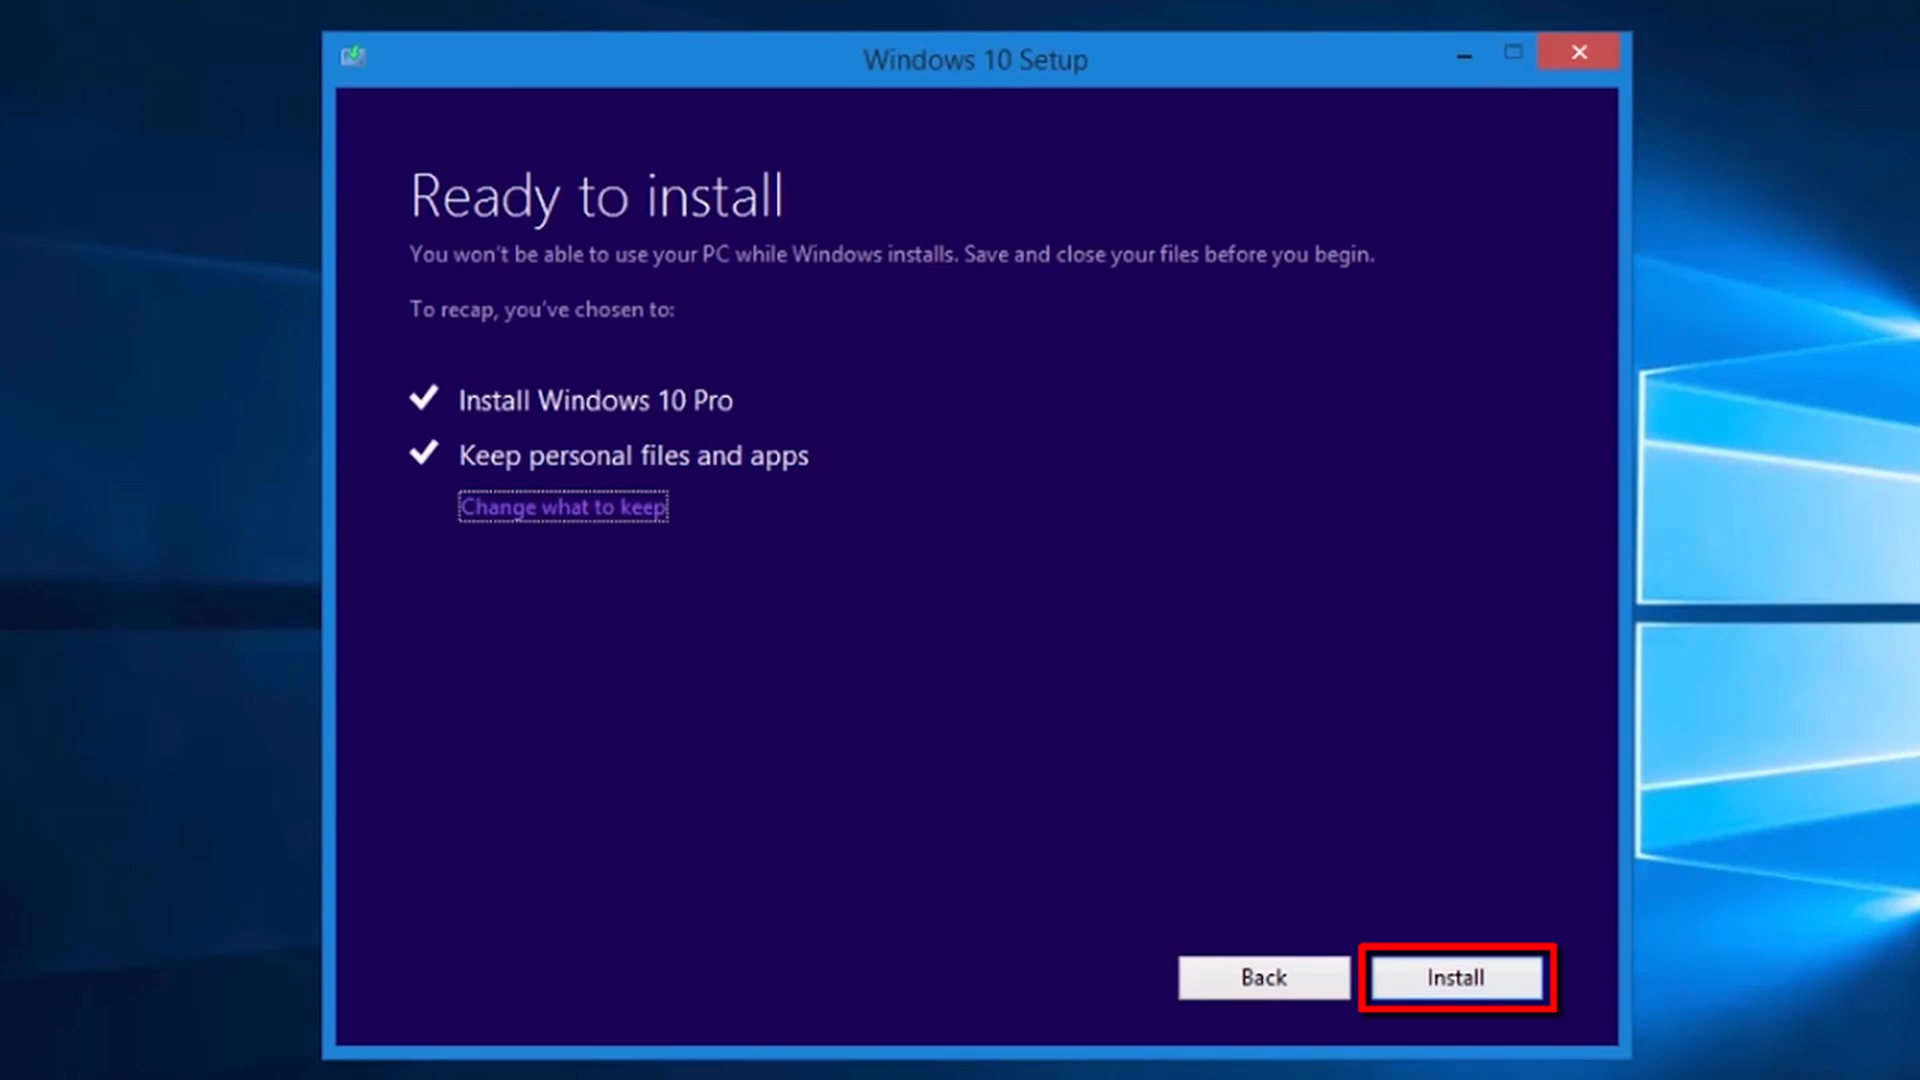 Windows 10 Setup
Ready to install
You won't be able to use your PC while Windows installs. Save and close your files before you begin.
To recap, you've chosen to:
Install Windows 10 Pro
Keep personal files and apps
Change what to keep
Back
Install